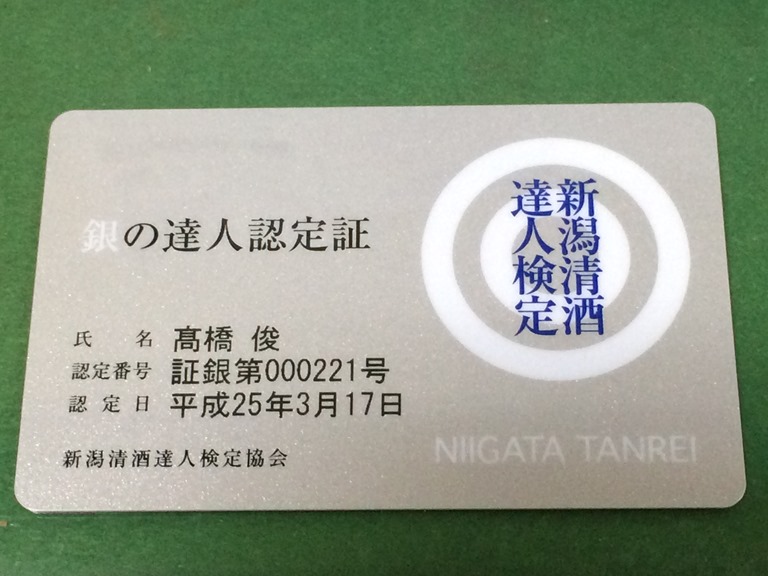 銀の達人認定証
氏　名 髙橋 俊
認定番号 証銀第000221号
認定日 平成25年3月17日
新潟清酒達人検定協会
新潟清酒
達人検定
NIIGATA TANREI